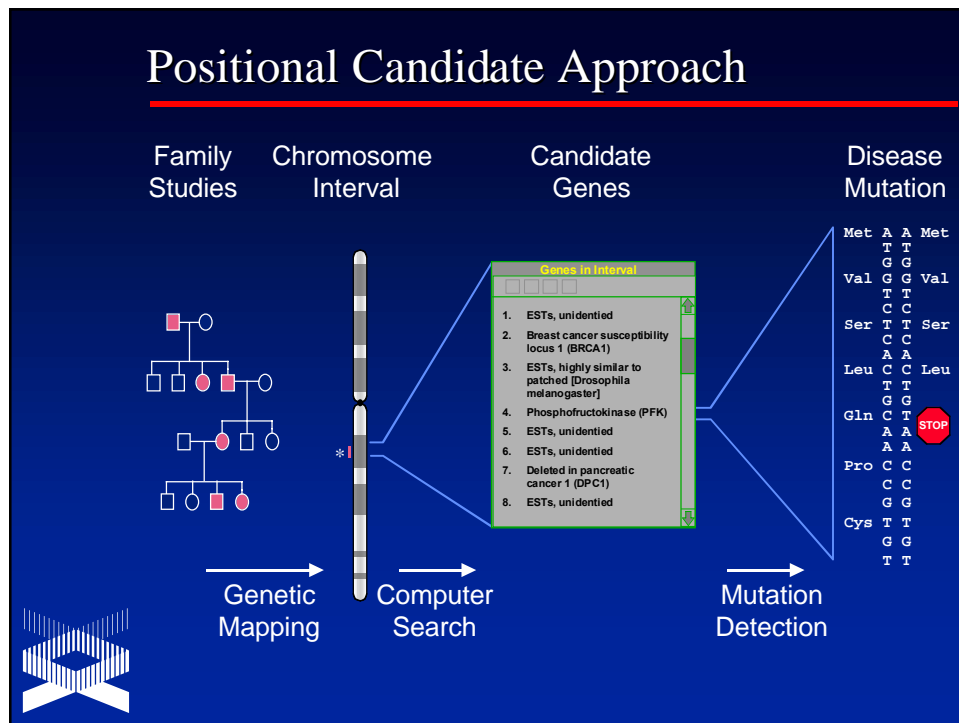 Positional Candidate Approach
Family
Studies
Chromosome
Interval
Candidate
Genes
Disease
Mutation
*
Genes in Interval
1. ESTs, unidentied
2. Breast cancer susceptibility
locus 1 (BRCA1)
3. ESTs, highly similar to
patched [Drosophila
melanogaster]
4. Phosphofructokinase (PFK)
5. ESTs, unidentied
6. ESTs, unidentied
7. Deleted in pancreatic
cancer 1 (DPC1)
8. ESTs, unidentied
Met A A Met
T T
G G
Val G G Val
T T
C C
Ser T T Ser
C C
A A
Leu C C Leu
T T
G G
Gln C T STOP
A A
A A
Pro C C
C C
G G
Cys T T
G G
T T
Genetic
Mapping
Computer
Search
Mutation
Detection